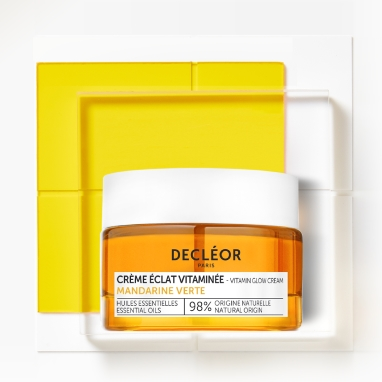 DECLÉOR
PARIS
CRÈME ÉCLAT VITAMINÉE - VITAMIN GLOW CREAM
MANDARINE VERTE
HUILES ESSENTIELLES
ESSENTIAL OILS
98% ORIGINE NATURELLE
NATURAL ORIGIN